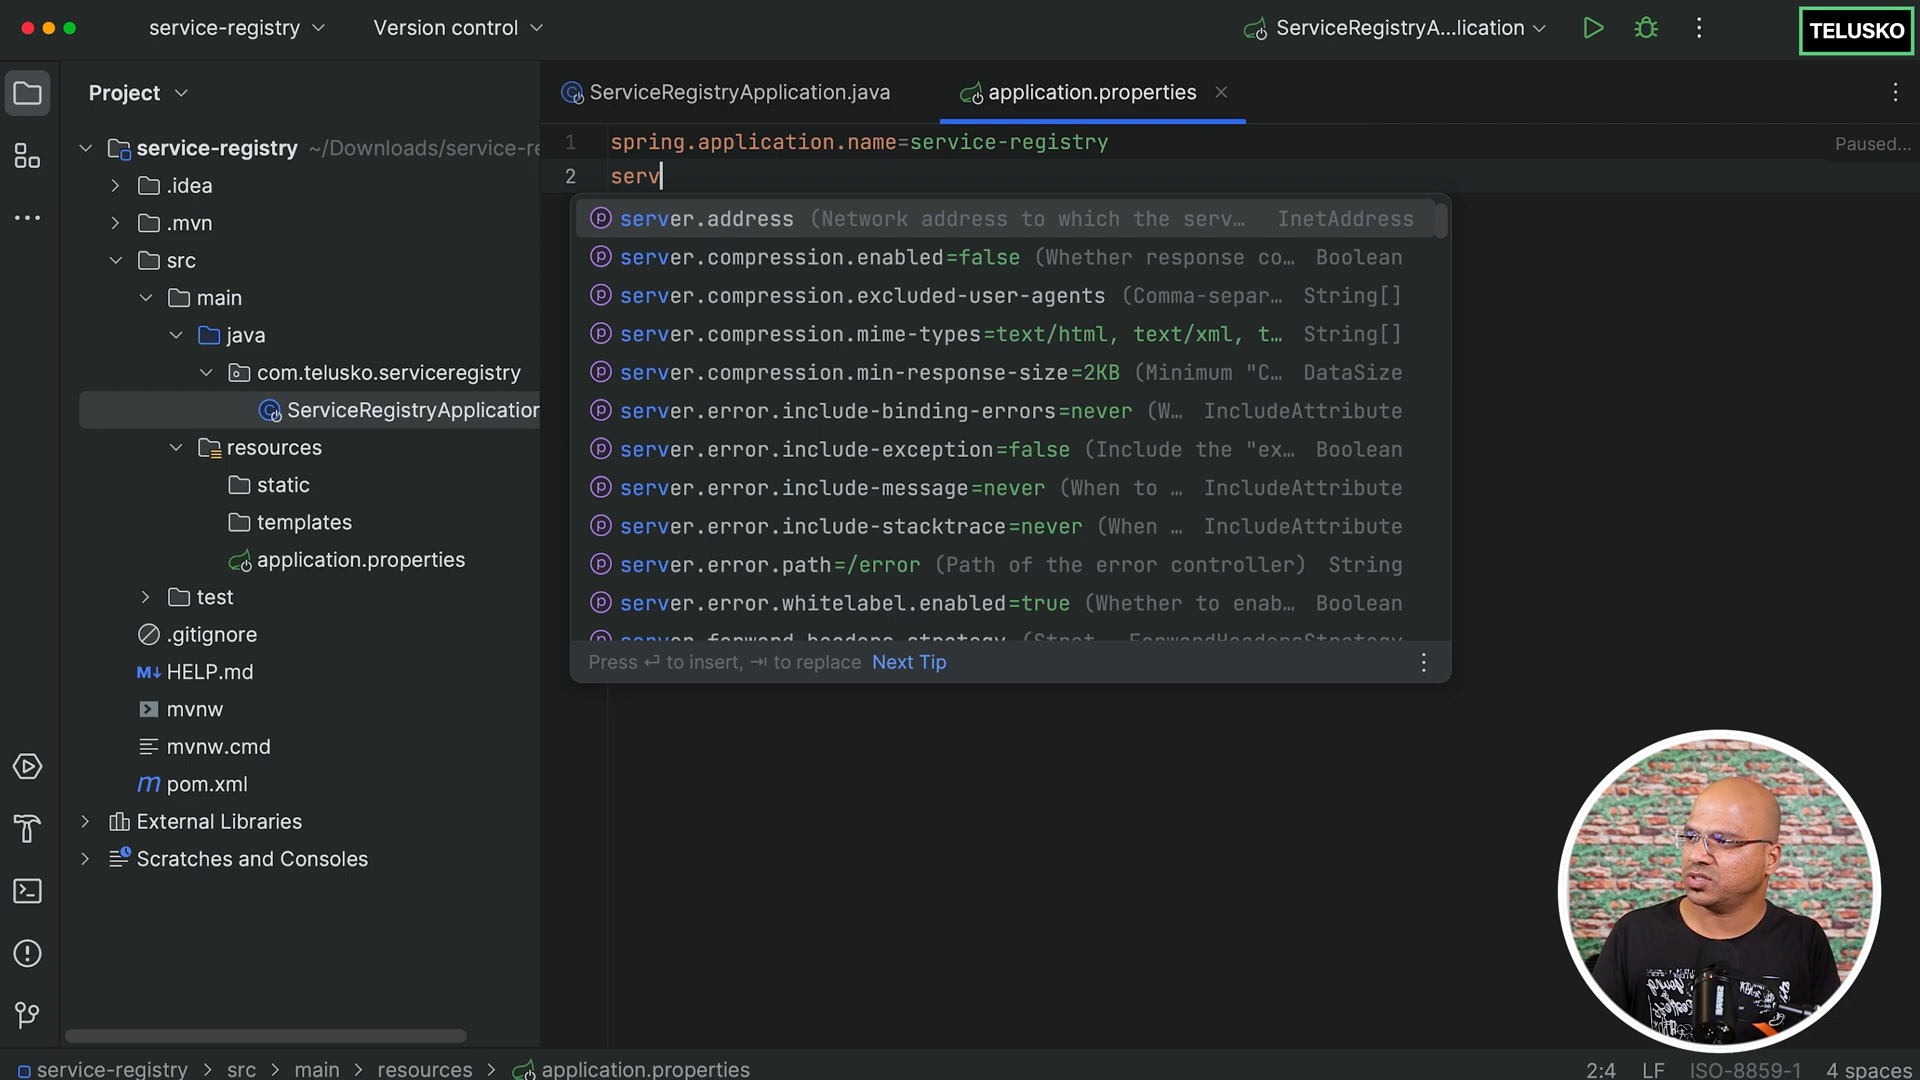 service-registry
Version control
ServiceRegistryA...lication
TELUSKO
Project
ServiceRegistryApplication.java
application.properties
service-registry ~/Downloads/service-re
.idea
.mvn
src
main
java
com.telusko.serviceregistry
ServiceRegistryApplication
resources
static
templates
application.properties
test
.gitignore
M↓ HELP.md
mvnw
mvnw.cmd
m pom.xml
External Libraries
Scratches and Consoles
1 spring.application.name=service-registry
Paused...
2 serv
server.address (Network address to which the serv… InetAddress
server.compression.enabled=false (Whether response co… Boolean
server.compression.excluded-user-agents (Comma-separ… String[]
server.compression.mime-types=text/html, text/xml, t… String[]
server.compression.min-response-size=2KB (Minimum "C… DataSize
server.error.include-binding-errors=never (W… IncludeAttribute
server.error.include-exception=false (Include the "ex… Boolean
server.error.include-message=never (When to … IncludeAttribute
server.error.include-stacktrace=never (When … IncludeAttribute
server.error.path=/error (Path of the error controller) String
server.error.whitelabel.enabled=true (Whether to enab… Boolean
server.forward-headers-strategy (Strat… ForwardHeadersStrategy
Press ↵ to insert, ⇥ to replace Next Tip
service-registry > src > main > resources > application.properties
2:4 LF ISO-8859-1 4 spaces